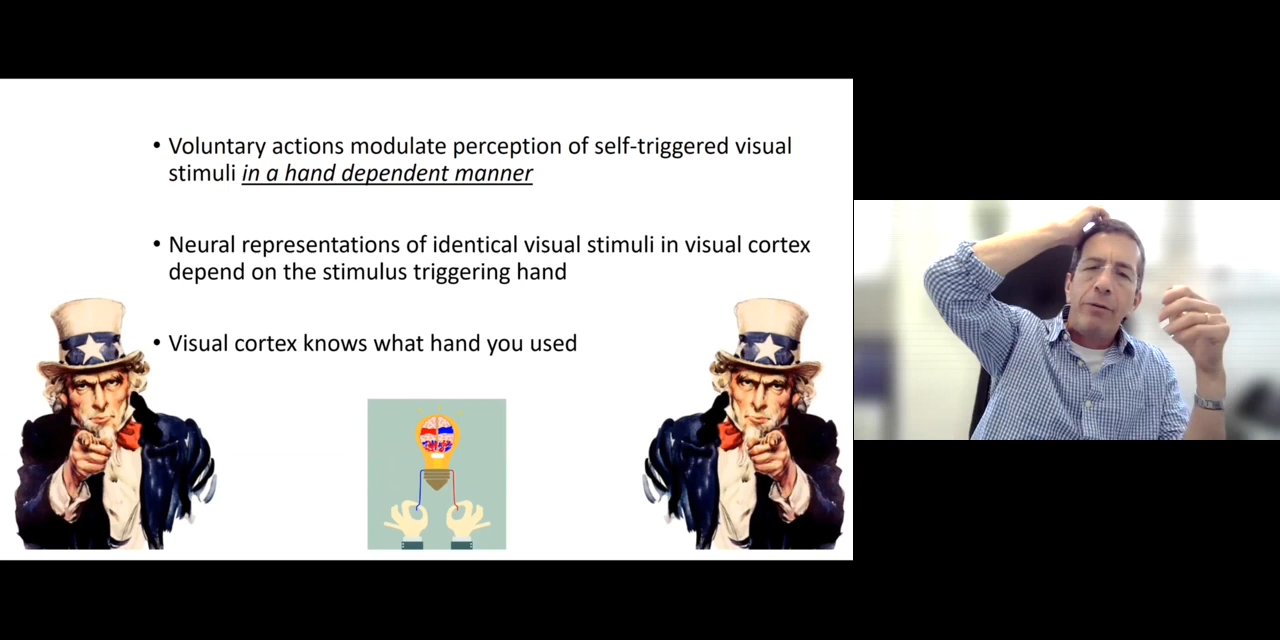 • Voluntary actions modulate perception of self-triggered visual
stimuli in a hand dependent manner
• Neural representations of identical visual stimuli in visual cortex
depend on the stimulus triggering hand
• Visual cortex knows what hand you used